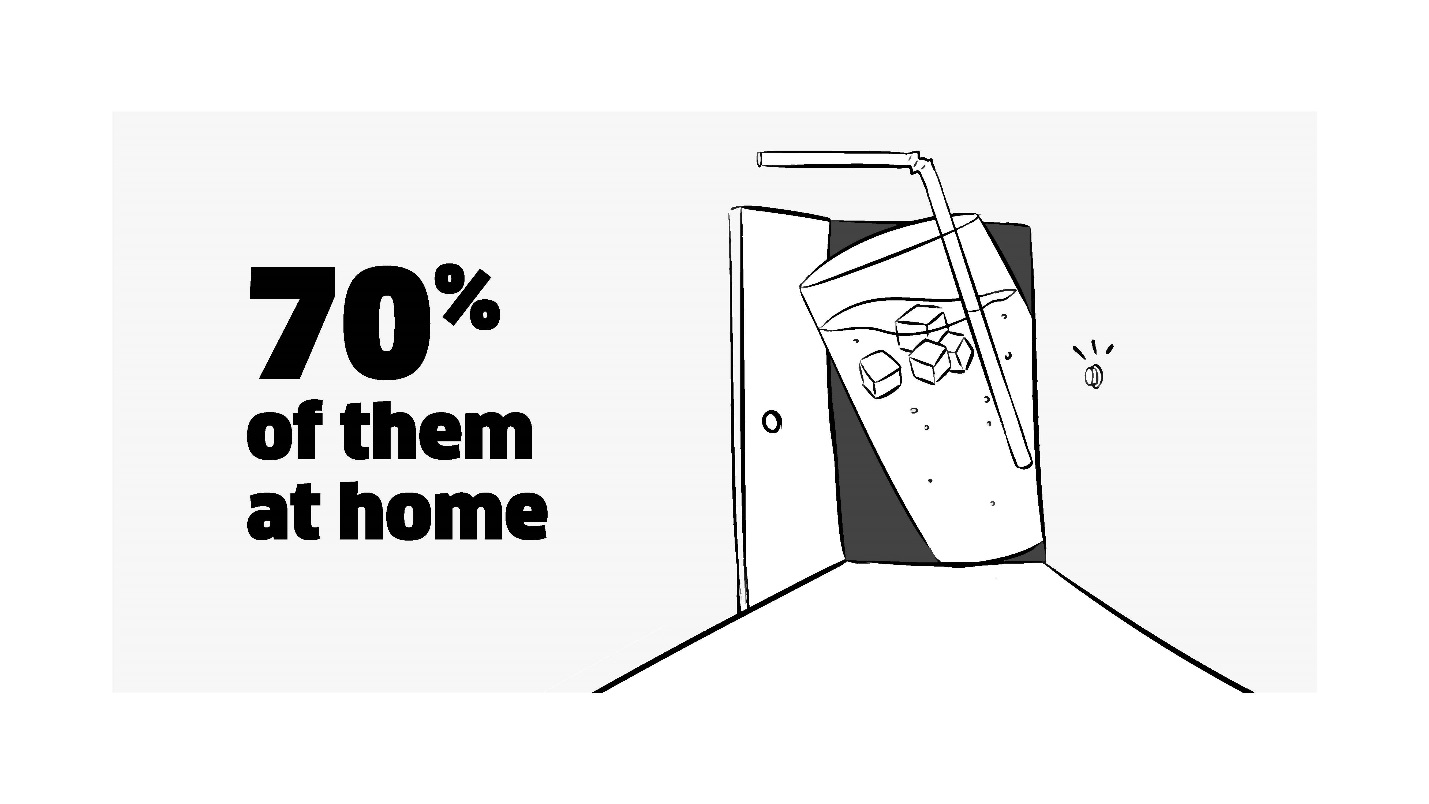 70%
of them
at home